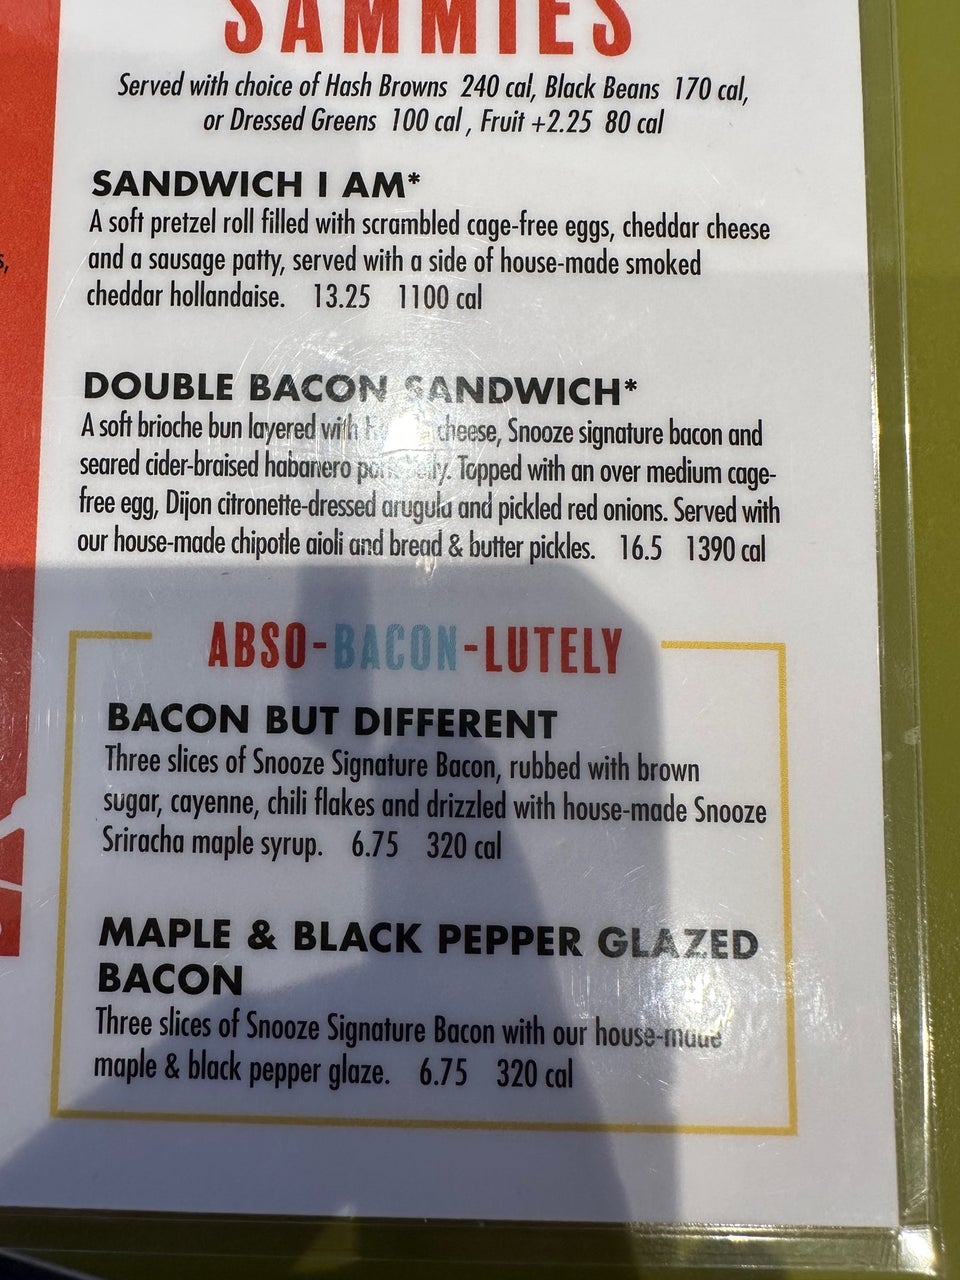 SAMMIES
Served with choice of Hash Browns 240 cal, Black Beans 170 cal,
or Dressed Greens 100 cal, Fruit +2.25 80 cal
SANDWICH I AM*
A soft pretzel roll filled with scrambled cage-free eggs, cheddar cheese
and a sausage patty, served with a side of house-made smoked
cheddar hollandaise. 13.25 1100 cal
DOUBLE BACON SANDWICH*
A soft brioche bun layered with cheese, Snooze signature bacon and
seared cider-braised habanero Topped with an over medium cage-
free egg, Dijon citronette-dressed arugula and pickled red onions. Served with
our house-made chipotle aioli and bread & butter pickles. 16.5 1390 cal
ABSO-BACON-LUTELY
BACON BUT DIFFERENT
Three slices of Snooze Signature Bacon, rubbed with brown
sugar, cayenne, chili flakes and drizzled with house-made Snooze
Sriracha maple syrup. 6.75 320 cal
MAPLE & BLACK PEPPER GLAZED
BACON
Three slices of Snooze Signature Bacon with our house-made
maple & black pepper glaze. 6.75 320 cal